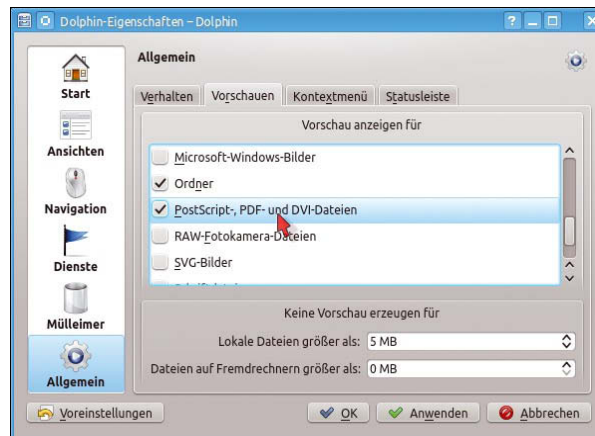 Dolphin-Eigenschaften – Dolphin
Start
Ansichten
Navigation
Dienste
Mülleimer
Allgemein
Allgemein
Verhalten Vorschauen Kontextmenü Statusleiste
Vorschau anzeigen für
Microsoft-Windows-Bilder
Ordner
PostScript-, PDF- und DVI-Dateien
RAW-Fotokamera-Dateien
SVG-Bilder
Keine Vorschau erzeugen für
Lokale Dateien größer als: 5 MB
Dateien auf Fremdrechnern größer als: 0 MB
Voreinstellungen OK Anwenden Abbrechen